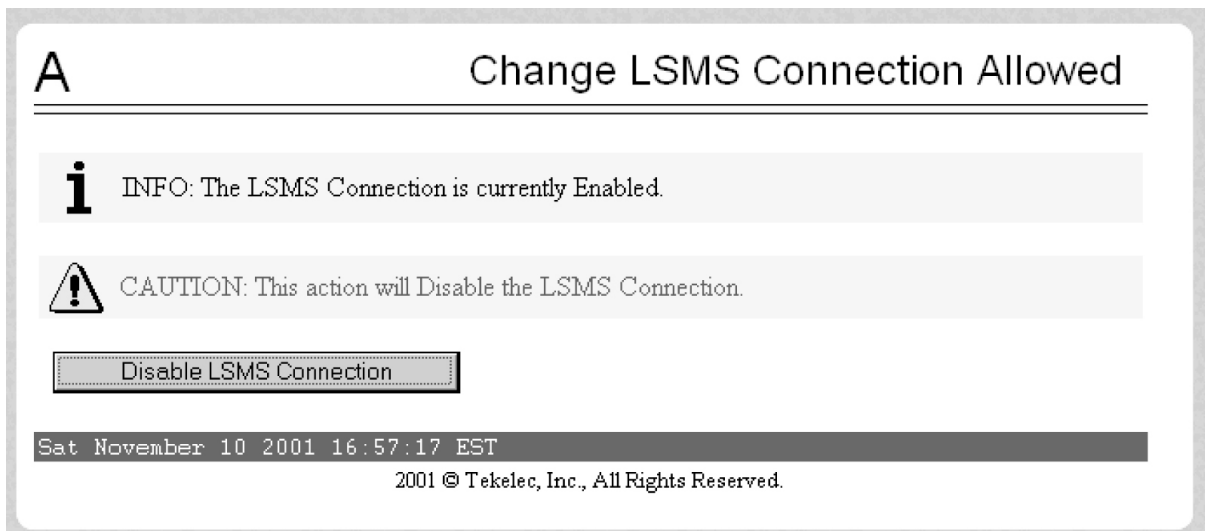 A
Change LSMS Connection Allowed
i
INFO: The LSMS Connection is currently Enabled.
CAUTION: This action will Disable the LSMS Connection.
Disable LSMS Connection
Sat November 10 2001 16:57:17 EST
2001 © Tekelec, Inc., All Rights Reserved.